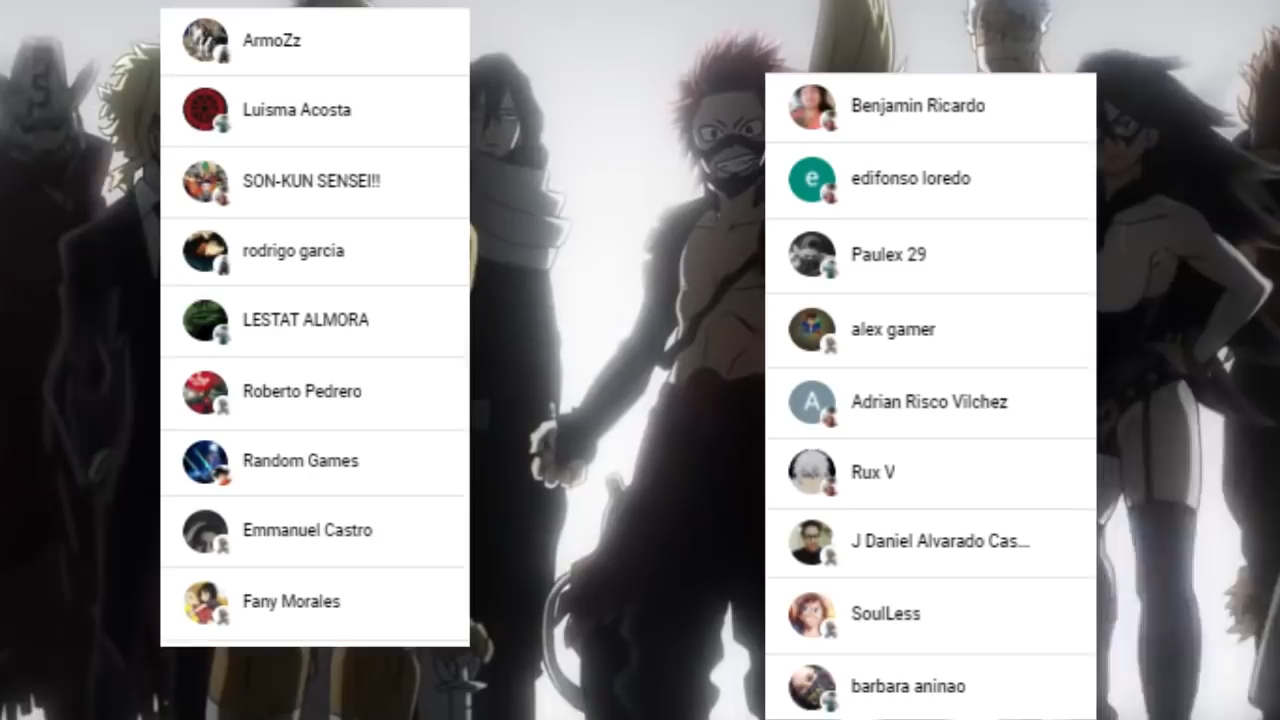 ArmoZz
Luisma Acosta
SON-KUN SENSEI!!
rodrigo garcia
LESTAT ALMORA
Roberto Pedrero
Random Games
Emmanuel Castro
Fany Morales
Benjamin Ricardo
e
edifonso loredo
Paulex 29
alex gamer
A
Adrian Risco Vilchez
Rux V
J Daniel Alvarado Cas...
SoulLess
barbara aninao